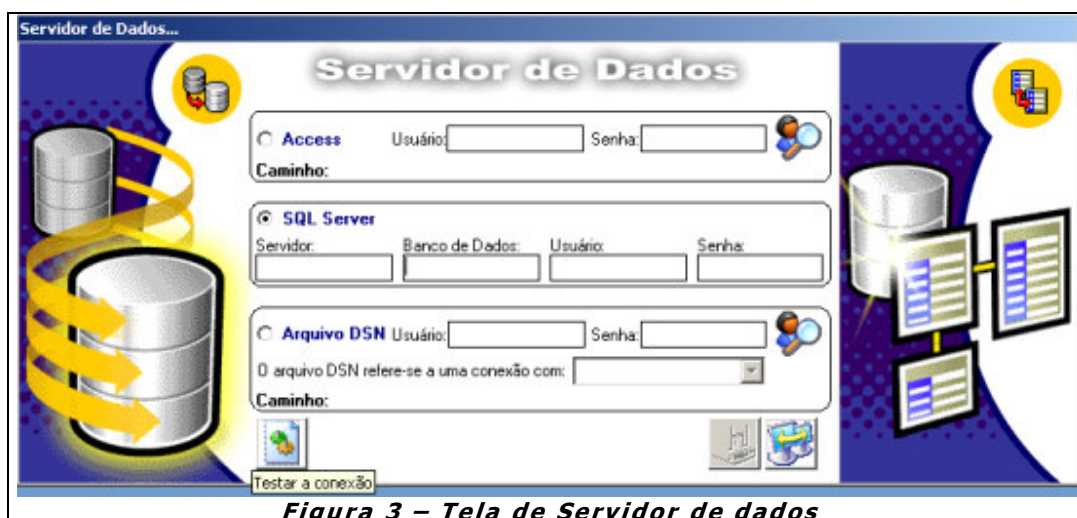 Servidor de Dados...
Servidor de Dados
Access Usuário: Senha:
Caminho:
SQL Server
Servidor: Banco de Dados: Usuário: Senha:
Arquivo DSN Usuário: Senha:
O arquivo DSN refere-se a uma conexão com:
Caminho:
Testar a conexão
Figura 3 – Tela de Servidor de dados